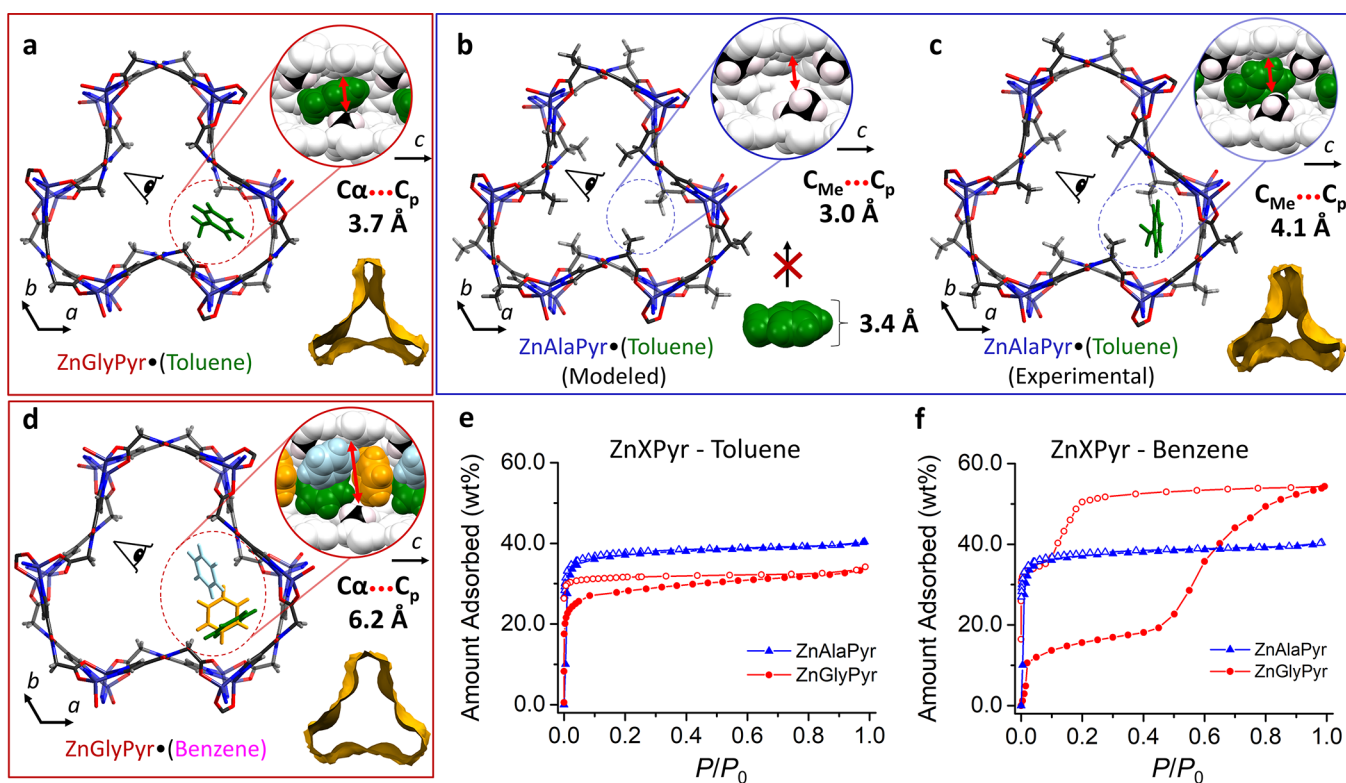 a
c
Cα•••Cp
3.7 Å
b
a
ZnGlyPyr•(Toluene)
b
c
CMe•••Cp
3.0 Å
3.4 Å
ZnAlaPyr•(Toluene)
(Modeled)
b
a
c
c
CMe•••Cp
4.1 Å
b
a
ZnAlaPyr•(Toluene)
(Experimental)
d
c
Cα•••Cp
6.2 Å
b
a
ZnGlyPyr•(Benzene)
e
ZnXPyr - Toluene
Amount Adsorbed (wt%)
60.0
40.0
20.0
0.0
ZnAlaPyr
ZnGlyPyr
0.0 0.2 0.4 0.6 0.8 1.0
P/P0
f
ZnXPyr - Benzene
Amount Adsorbed (wt%)
60.0
40.0
20.0
0.0
ZnAlaPyr
ZnGlyPyr
0.0 0.2 0.4 0.6 0.8 1.0
P/P0